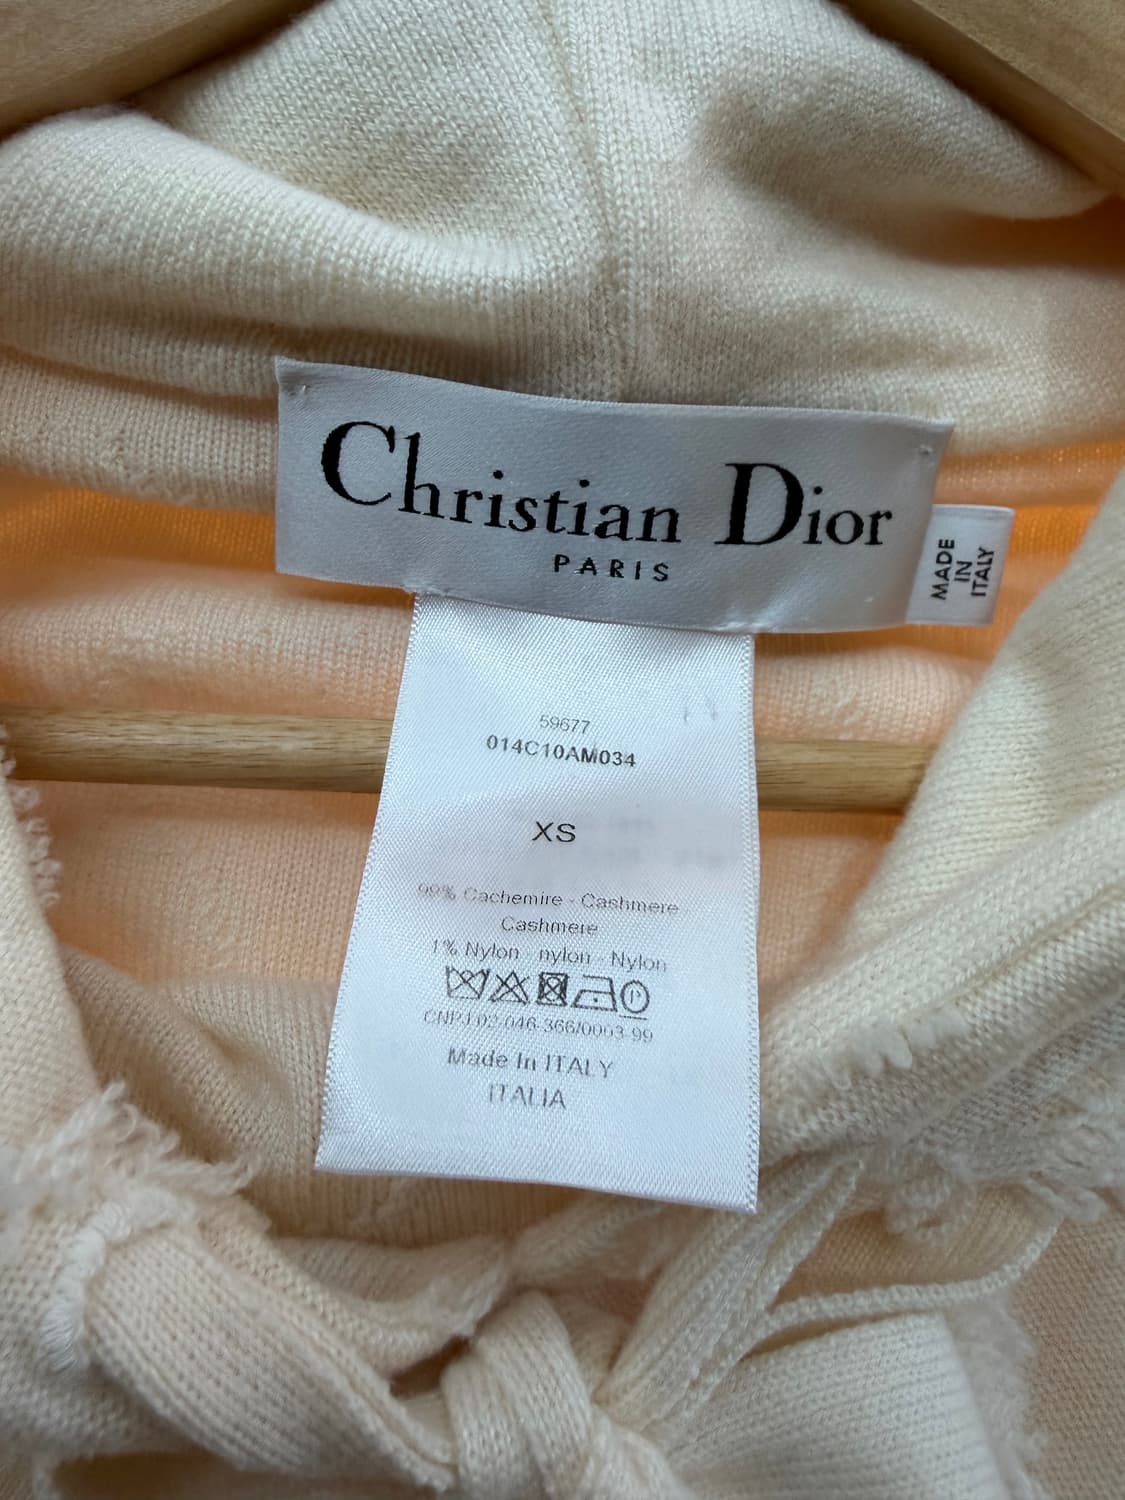 Christian Dior
PARIS
MADE
IN
ITALY
59677
014C10AM034
XS
99% Cachemire - Cashmere -
Cashmere
1% Nylon - nylon - Nylon
P
CNPJ 02-046-366/0003-99
Made In ITALY
ITALIA